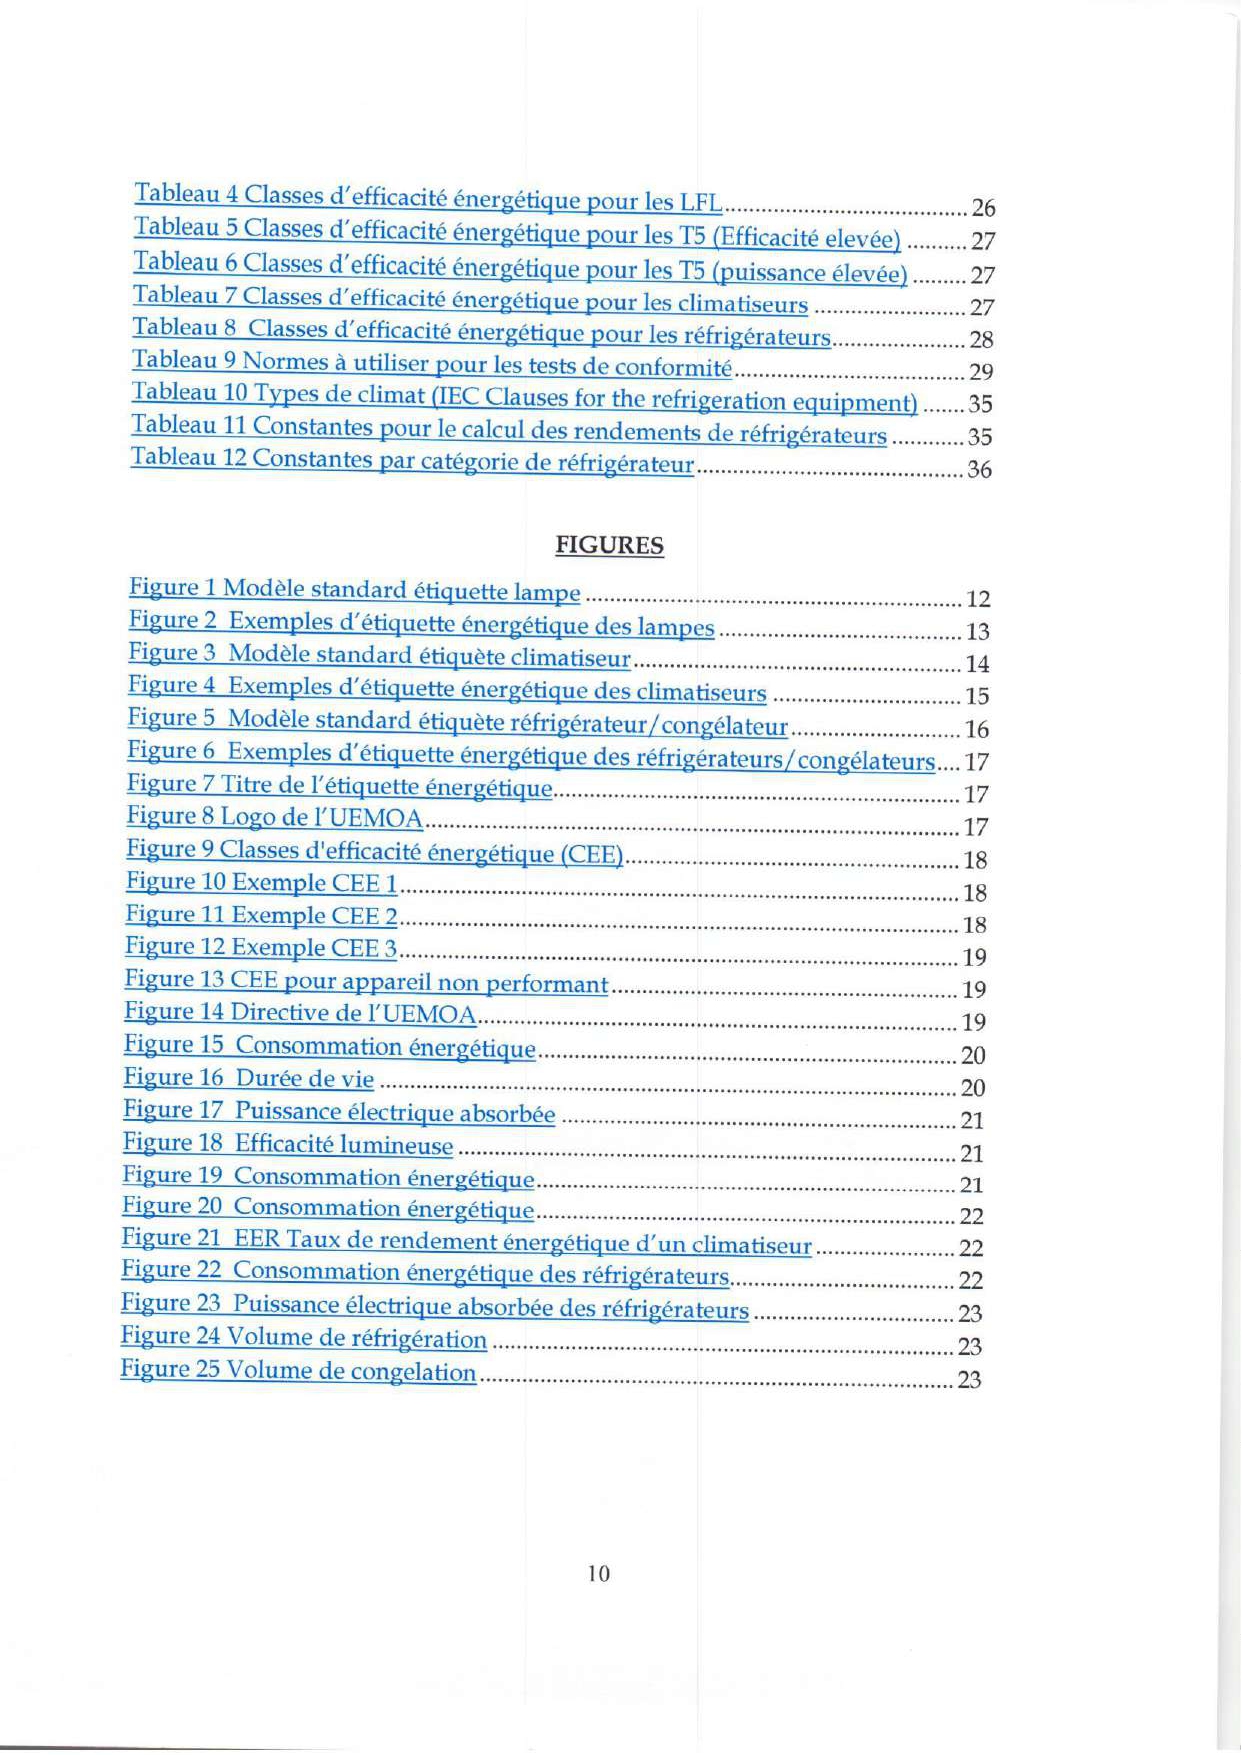 Tableau 4 Classes d'efficacité énergétique pour les LFL........................................ 26
Tableau 5 Classes d'efficacité énergétique pour les T5 (Efficacité elevée) .......... 27
Tableau 6 Classes d'efficacité énergétique pour les T5 (puissance élevée) ......... 27
Tableau 7 Classes d'efficacité énergétique pour les climatiseurs ......................... 27
Tableau 8 Classes d'efficacité énergétique pour les réfrigérateurs...................... 28
Tableau 9 Normes à utiliser pour les tests de conformité...................................... 29
Tableau 10 Types de climat (IEC Clauses for the refrigeration equipment) ....... 35
Tableau 11 Constantes pour le calcul des rendements de réfrigérateurs ............ 35
Tableau 12 Constantes par catégorie de réfrigérateur............................................ 36
FIGURES
Figure 1 Modèle standard étiquette lampe .............................................................. 12
Figure 2 Exemples d'étiquette énergétique des lampes ........................................ 13
Figure 3 Modèle standard étiquète climatiseur...................................................... 14
Figure 4 Exemples d'étiquette énergétique des climatiseurs ............................... 15
Figure 5 Modèle standard étiquète réfrigérateur/congélateur............................ 16
Figure 6 Exemples d'étiquette énergétique des réfrigérateurs/congélateurs.... 17
Figure 7 Titre de l'étiquette énergétique................................................................... 17
Figure 8 Logo de l'UEMOA........................................................................................ 17
Figure 9 Classes d'efficacité énergétique (CEE)....................................................... 18
Figure 10 Exemple CEE 1............................................................................................ 18
Figure 11 Exemple CEE 2............................................................................................ 18
Figure 12 Exemple CEE 3............................................................................................ 19
Figure 13 CEE pour appareil non performant......................................................... 19
Figure 14 Directive de l'UEMOA............................................................................... 19
Figure 15 Consommation énergétique..................................................................... 20
Figure 16 Durée de vie ............................................................................................... 20
Figure 17 Puissance électrique absorbée ................................................................. 21
Figure 18 Efficacité lumineuse .................................................................................. 21
Figure 19 Consommation énergétique..................................................................... 21
Figure 20 Consommation énergétique..................................................................... 22
Figure 21 EER Taux de rendement énergétique d'un climatiseur ....................... 22
Figure 22 Consommation énergétique des réfrigérateurs..................................... 22
Figure 23 Puissance électrique absorbée des réfrigérateurs ................................. 23
Figure 24 Volume de réfrigération ............................................................................ 23
Figure 25 Volume de congelation.............................................................................. 23
10